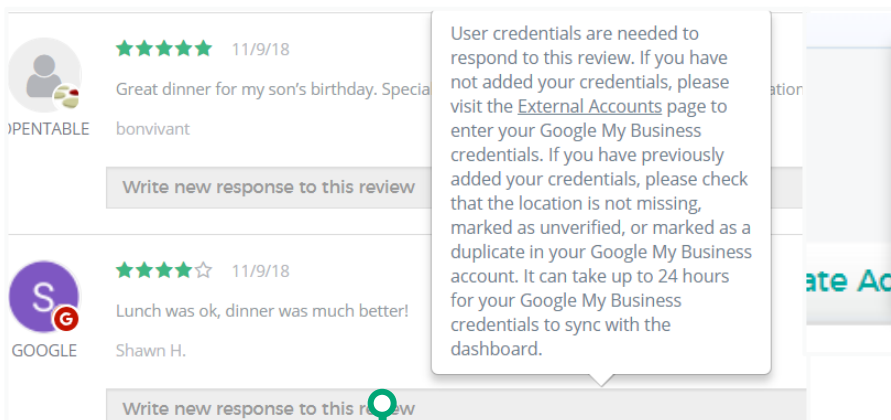 11/9/18
Great dinner for my son's birthday. Specia
OPENTABLE
bonvivant
Write new response to this review
S
G
11/9/18
Lunch was ok, dinner was much better!
GOOGLE
Shawn H.
Write new response to this review
User credentials are needed to
respond to this review. If you have
not added your credentials, please
visit the External Accounts page to
enter your Google My Business
credentials. If you have previously
added your credentials, please check
that the location is not missing,
marked as unverified, or marked as a
duplicate in your Google My Business
account. It can take up to 24 hours
for your Google My Business
credentials to sync with the
dashboard.
ation
ate Ac